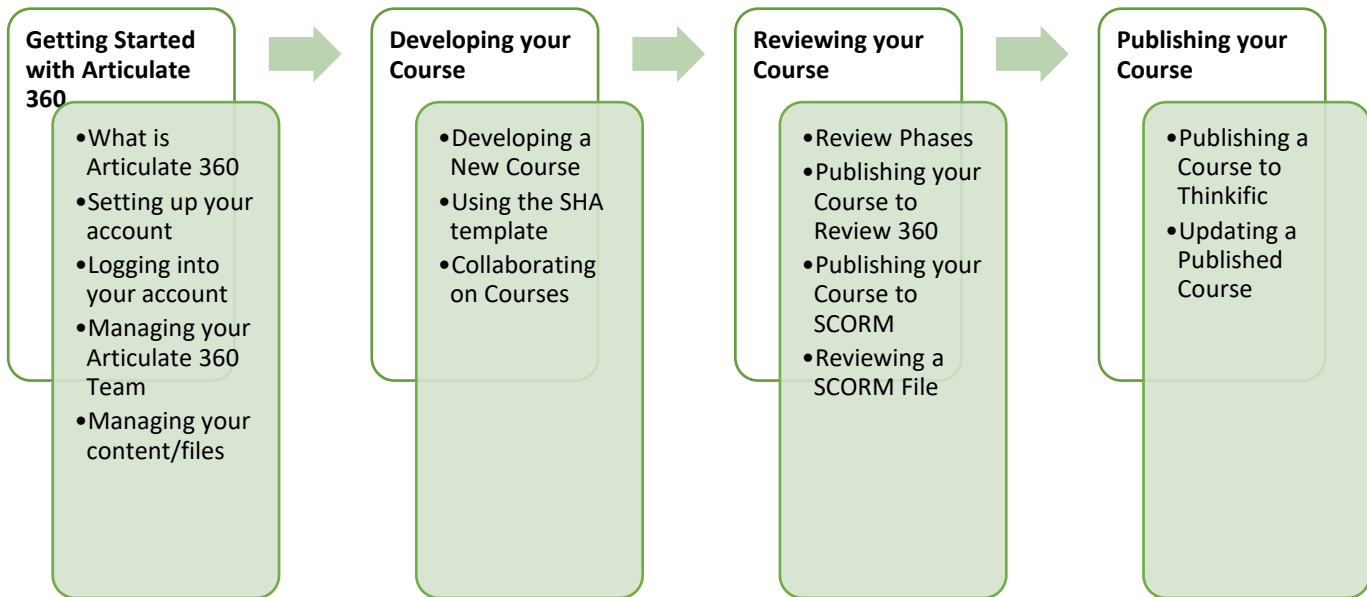 Getting Started
with Articulate
360
•What is
Articulate 360
•Setting up your
account
•Logging into
your account
•Managing your
Articulate 360
Team
•Managing your
content/files
Developing your
Course
•Developing a
New Course
•Using the SHA
template
•Collaborating
on Courses
Reviewing your
Course
•Review Phases
•Publishing your
Course to
Review 360
•Publishing your
Course to
SCORM
•Reviewing a
SCORM File
Publishing your
Course
•Publishing a
Course to
Thinkific
•Updating a
Published
Course